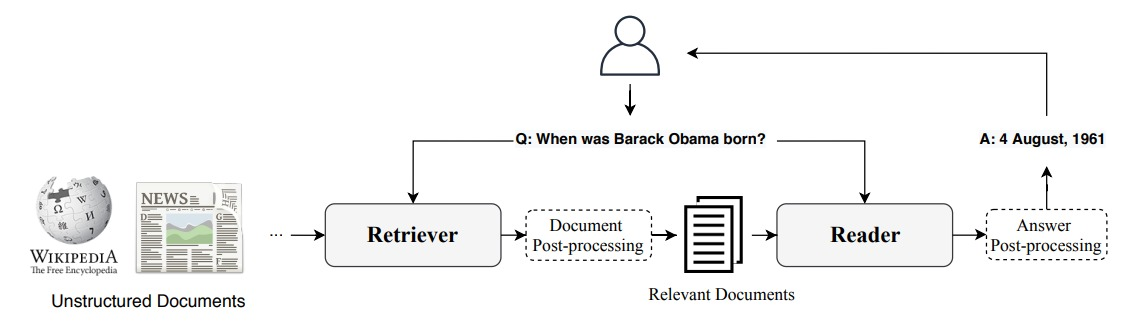 Q: When was Barack Obama born?
A: 4 August, 1961
NEWS
D
G
Ω
W
И
WIKIPEDIA
The Free Encyclopedia
Unstructured Documents
...
Retriever
Document
Post-processing
Relevant Documents
Reader
Answer
Post-processing